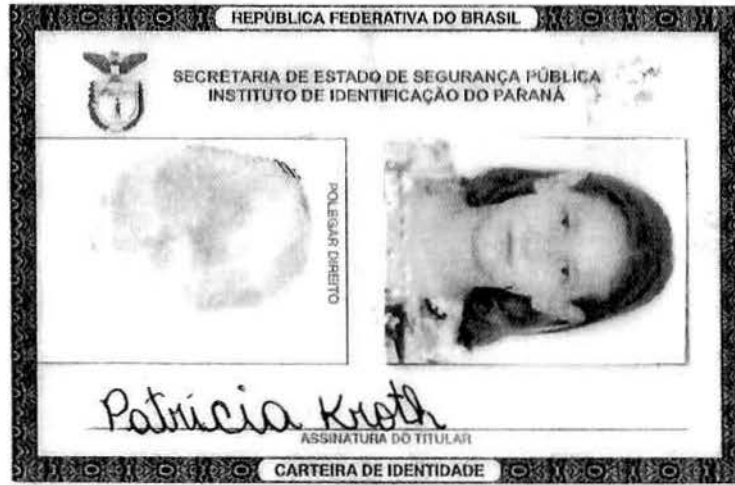 REPÚBLICA FEDERATIVA DO BRASIL
SECRETARIA DE ESTADO DE SEGURANÇA PÚBLICA
INSTITUTO DE IDENTIFICAÇÃO DO PARANÁ
POLEGAR DIREITO
Patricia Kroth
ASSINATURA DO TITULAR
CARTEIRA DE IDENTIDADE